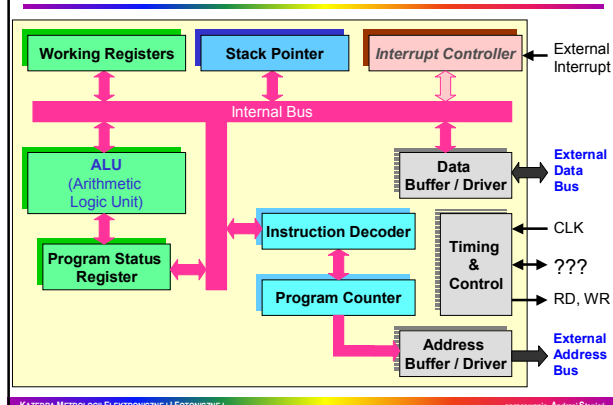 Working Registers
Stack Pointer
Interrupt Controller
External
Interrupt
Internal Bus
ALU
(Arithmetic
Logic Unit)
Data
Buffer / Driver
External
Data
Bus
Instruction Decoder
Timing
&
Control
CLK
???
RD, WR
Program Status
Register
Program Counter
Address
Buffer / Driver
External
Address
Bus